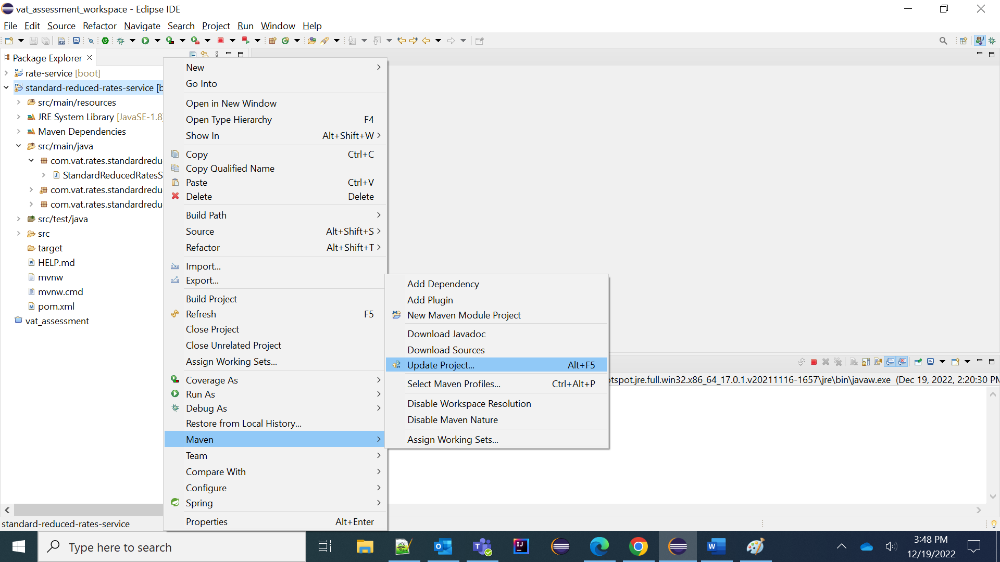 vat_assessment_workspace - Eclipse IDE
File Edit Source Refactor Navigate Search Project Run Window Help
Package Explorer
rate-service [boot]
standard-reduced-rates-service [b
src/main/resources
JRE System Library [JavaSE-1.8]
Maven Dependencies
src/main/java
com.vat.rates.standardredu
StandardReducedRatesS
com.vat.rates.standardredu
com.vat.rates.standardredu
src/test/java
src
target
HELP.md
mvnw
mvnw.cmd
pom.xml
vat_assessment
New
Go Into
Open in New Window
Open Type Hierarchy F4
Show In Alt+Shift+W
Copy Ctrl+C
Copy Qualified Name
Paste Ctrl+V
Delete Delete
Build Path
Source Alt+Shift+S
Refactor Alt+Shift+T
Import...
Export...
Build Project
Refresh F5
Close Project
Close Unrelated Project
Assign Working Sets...
Coverage As
Run As
Debug As
Restore from Local History...
Maven
Team
Compare With
Configure
Spring
Properties Alt+Enter
Add Dependency
Add Plugin
New Maven Module Project
Download Javadoc
Download Sources
Update Project... Alt+F5
Select Maven Profiles... Ctrl+Alt+P
Disable Workspace Resolution
Disable Maven Nature
Assign Working Sets...
otspot.jre.full.win32.x86_64_17.0.1.v20211116-1657\jre\bin\javaw.exe (Dec 19, 2022, 2:20:30 PM
standard-reduced-rates-service
Type here to search
3:48 PM
12/19/2022